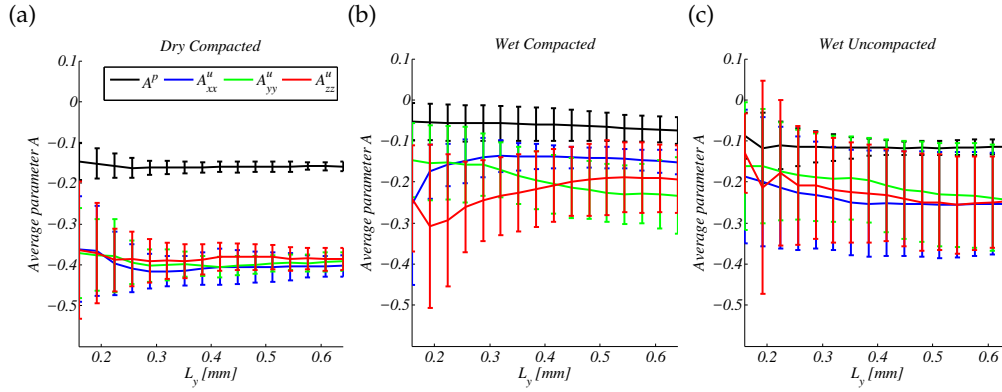 (a)
Dry Compacted
0.1
0
−0.1
−0.2
−0.3
−0.4
−0.5
Average parameter A
A^p A^u_xx A^u_yy A^u_zz
0.2 0.3 0.4 0.5 0.6
L_y [mm]
(b)
Wet Compacted
0.1
0
−0.1
−0.2
−0.3
−0.4
−0.5
Average parameter A
0.2 0.3 0.4 0.5 0.6
L_y [mm]
(c)
Wet Uncompacted
0.1
0
−0.1
−0.2
−0.3
−0.4
−0.5
Average parameter A
0.2 0.3 0.4 0.5 0.6
L_y [mm]